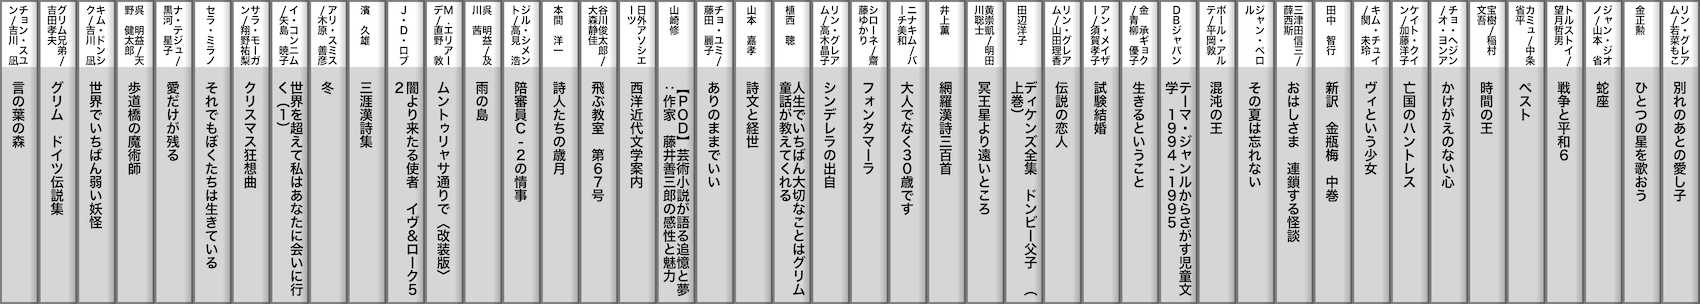 リン・グレア
ム/若菜もこ
別れのあとの愛し子
金正勲
ひとつの星を歌おう
ノジャン・ジオ
/山本 省
蛇座
トルストイ/
望月哲男
戦争と平和6
カミュ/中条
省平
ペスト
宝樹/稲村
文吾
時間の王
チョ・ヘジン
/オ・ヨンア
かけがえのない心
ケイト・クイ
ン/加藤洋子
亡国のハントレス
キム・チュイ
/関 未玲
ヴィという少女
田中 智行
新訳 金瓶梅 中巻
三津田信三/
薛西斯
おはしさま 連鎖する怪談
ジャン・ペロ
ル
その夏は忘れない
ポール・アル
テ/平岡敦
混沌の王
DBジャパン
テーマ・ジャンルからさがす児童文
学 1994-1995
金 承ギョク
/青柳 優子
生きるということ
アン・メイザ
ー/須賀孝子
試験結婚
リン・グレア
ム/山田理香
伝説の恋人
田辺洋子
ディケンズ全集 ドンビー父子 (
上巻)
黄崇凱/明田
川聡士
冥王星より遠いところ
井上薫
網羅漢詩三百首
ニナキム/バ
ーチ美和
大人でなく30歳です
シローネ/齋
藤ゆかり
フォンタマーラ
リン・グレア
ム/高木晶子
シンデレラの出自
植西 聰
人生でいちばん大切なことはグリム
童話が教えてくれる
山本 嘉孝
詩文と経世
チョ・ユミ/
藤田 麗子
ありのままでいい
山崎修
【POD】芸術小説が語る追憶と夢
:作家 藤井善三郎の感性と魅力
日外アソシエ
ーツ
西洋近代文学案内
谷川俊太郎/
大森静佳
飛ぶ教室 第67号
本間 洋一
詩人たちの歳月
ジル・シメン
ト/高見 浩
陪審員C-2の情事
呉 明益/及
川 茜
雨の島
M.エリアー
デ/直野 敦
ムントゥリャサ通りで〈改装版〉
J・D・ロブ
闇より来たる使者 イヴ&ローク5
2
濱 久雄
三涯漢詩集
アリ・スミス
/木原 善彦
冬
イ・コンニム
/矢島 暁子
世界を超えて私はあなたに会いに行
く(1)
サラ・モーガ
ン/翔野祐梨
クリスマス狂想曲
セラ・ミラノ
それでもぼくたちは生きている
ナ・テジュ/
黒河 星子
愛だけが残る
呉 明益/天
野 健太郎
歩道橋の魔術師
キム・ドンシ
ク/吉川 凪
世界でいちばん弱い妖怪
グリム兄弟/
吉田孝夫
グリム ドイツ伝説集
チョン・スユ
ン/吉川 凪
言の葉の森